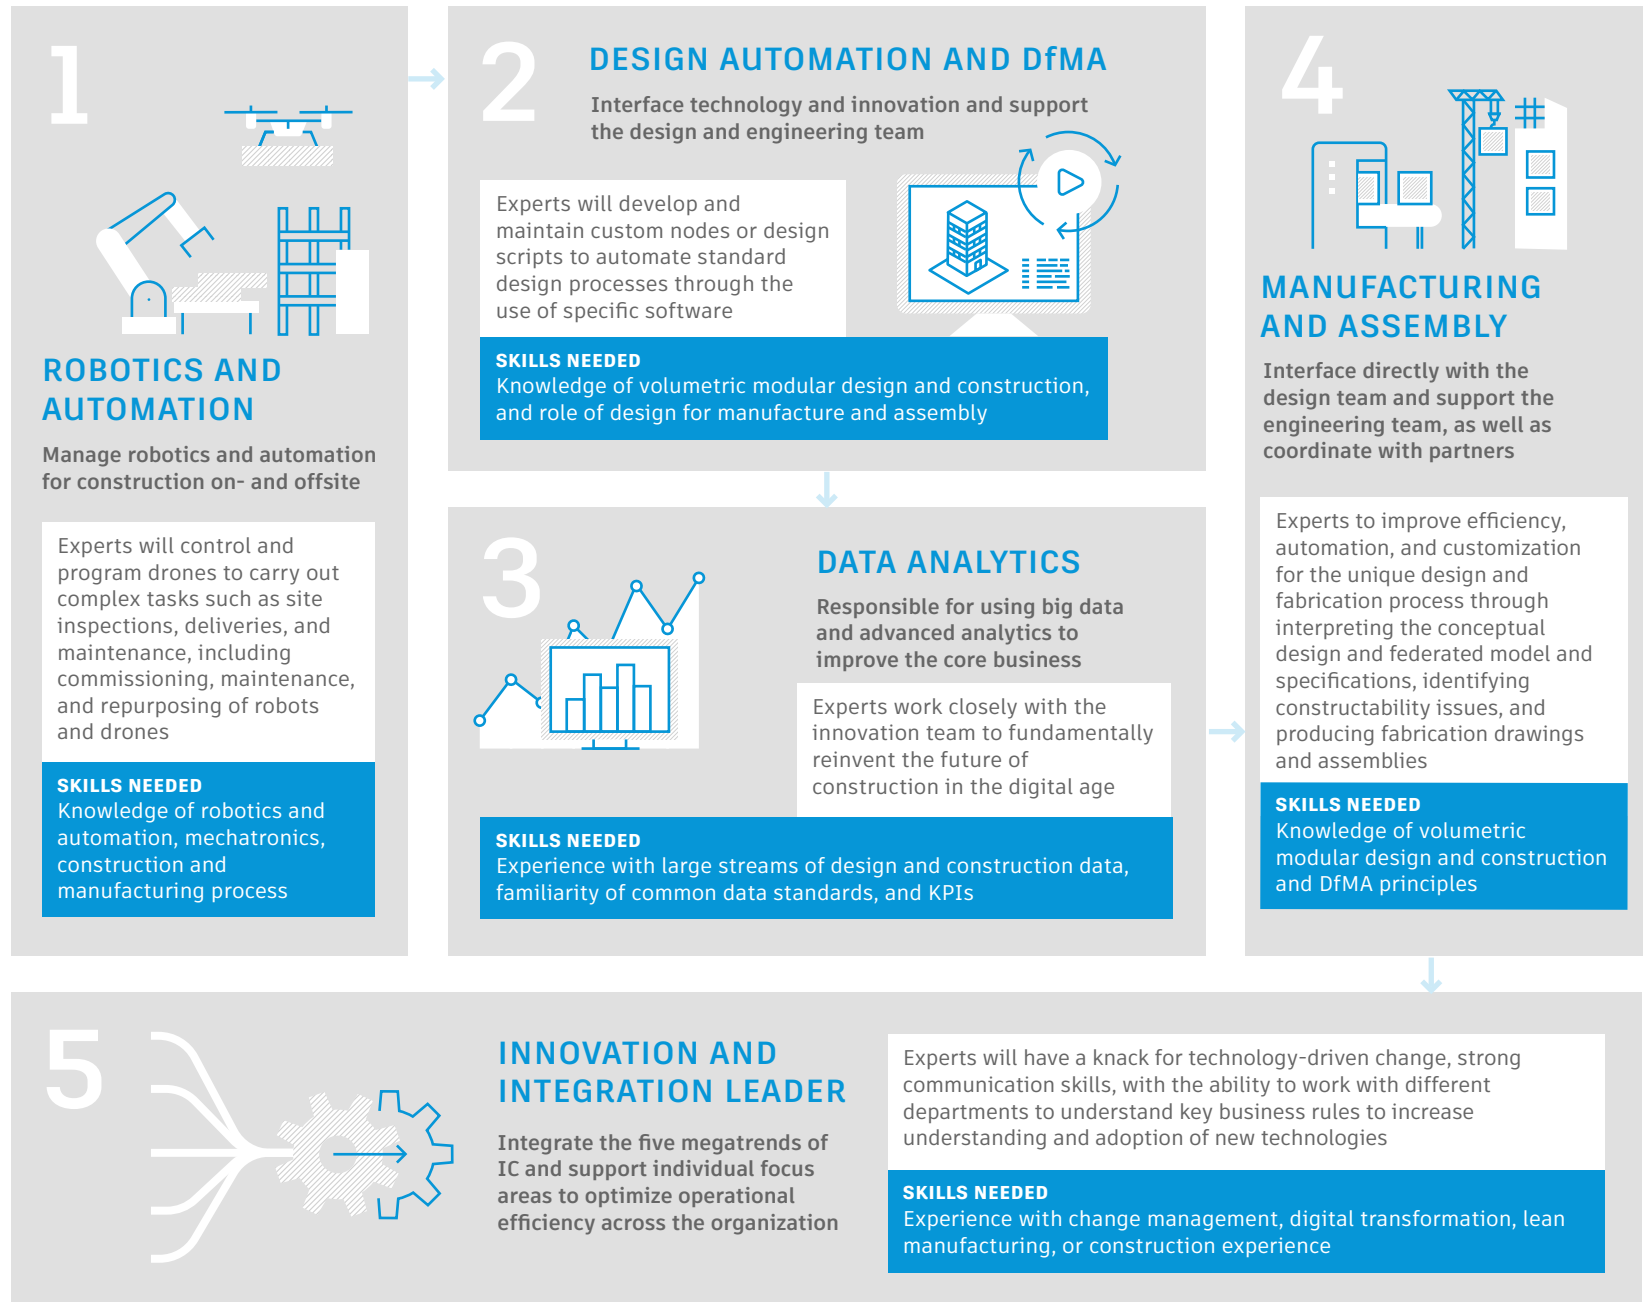 1
ROBOTICS AND
AUTOMATION
Manage robotics and automation
for construction on- and offsite
Experts will control and
program drones to carry out
complex tasks such as site
inspections, deliveries, and
maintenance, including
commissioning, maintenance,
and repurposing of robots
and drones
SKILLS NEEDED
Knowledge of robotics and
automation, mechatronics,
construction and
manufacturing process
2
DESIGN AUTOMATION AND DfMA
Interface technology and innovation and support
the design and engineering team
Experts will develop and
maintain custom nodes or design
scripts to automate standard
design processes through the
use of specific software
SKILLS NEEDED
Knowledge of volumetric modular design and construction,
and role of design for manufacture and assembly
3
DATA ANALYTICS
Responsible for using big data
and advanced analytics to
improve the core business
Experts work closely with the
innovation team to fundamentally
reinvent the future of
construction in the digital age
SKILLS NEEDED
Experience with large streams of design and construction data,
familiarity of common data standards, and KPIs
4
MANUFACTURING
AND ASSEMBLY
Interface directly with the
design team and support the
engineering team, as well as
coordinate with partners
Experts to improve efficiency,
automation, and customization
for the unique design and
fabrication process through
interpreting the conceptual
design and federated model and
specifications, identifying
constructability issues, and
producing fabrication drawings
and assemblies
SKILLS NEEDED
Knowledge of volumetric
modular design and construction
and DfMA principles
5
INNOVATION AND
INTEGRATION LEADER
Integrate the five megatrends of
IC and support individual focus
areas to optimize operational
efficiency across the organization
Experts will have a knack for technology-driven change, strong
communication skills, with the ability to work with different
departments to understand key business rules to increase
understanding and adoption of new technologies
SKILLS NEEDED
Experience with change management, digital transformation, lean
manufacturing, or construction experience